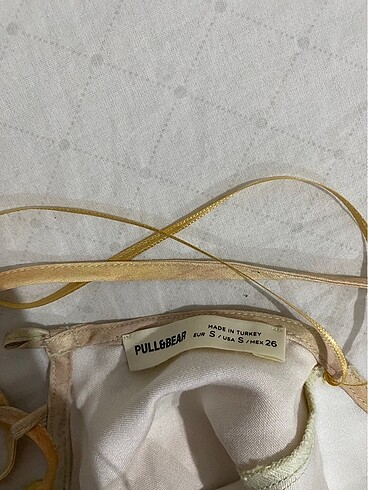 PULL&BEAR
MADE IN TURKEY
EUR S / USA S / MEX 26